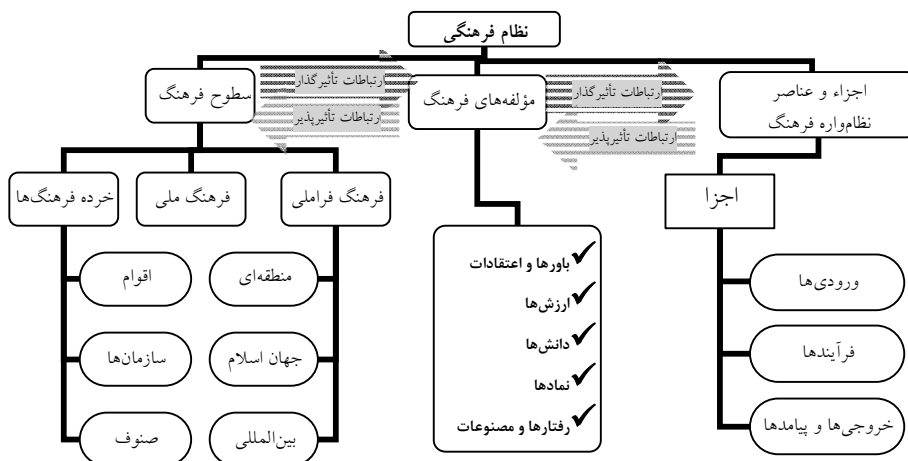 نظام فرهنگی
اجزاء و عناصر
نظام‌واره فرهنگ
ارتباطات تأثیرگذار
ارتباطات تأثیرپذیر
مؤلفه‌های فرهنگ
ارتباطات تأثیرگذار
ارتباطات تأثیرپذیر
سطوح فرهنگ
اجزا
ورودی‌ها
فرآیندها
خروجی‌ها و پیامدها
✓ باورها و اعتقادات
✓ ارزش‌ها
✓ دانش‌ها
✓ نمادها
✓ رفتارها و مصنوعات
فرهنگ فراملی
فرهنگ ملی
خرده فرهنگ‌ها
منطقه‌ای
جهان اسلام
بین‌المللی
اقوام
سازمان‌ها
صنوف